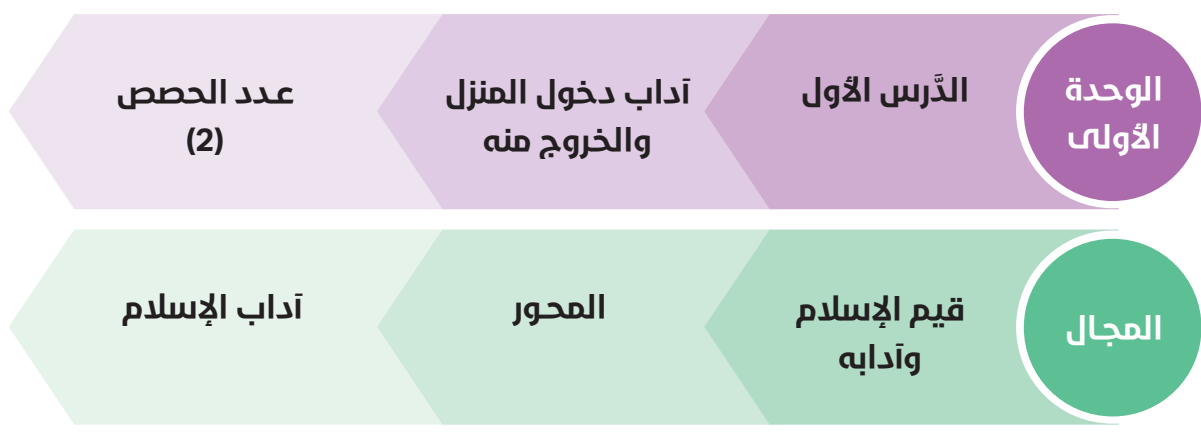 الوحدة
الأولى
الدَّرس الأول
آداب دخول المنزل
والخروج منه
عدد الحصص
(2)
المجال
قيم الإسلام
وآدابه
المحور
آداب الإسلام